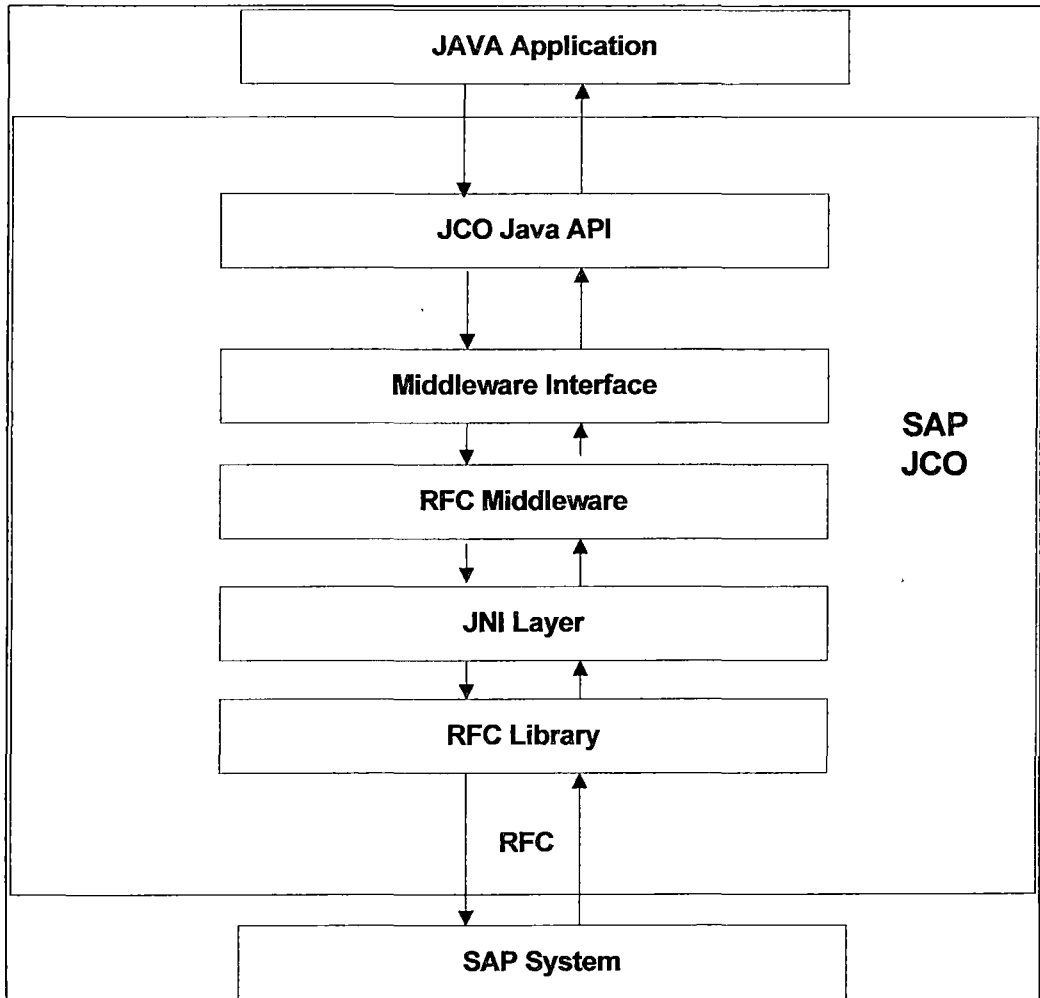 JAVA Application
JCO Java API
Middleware Interface
SAP
JCO
RFC Middleware
JNI Layer
RFC Library
RFC
SAP System